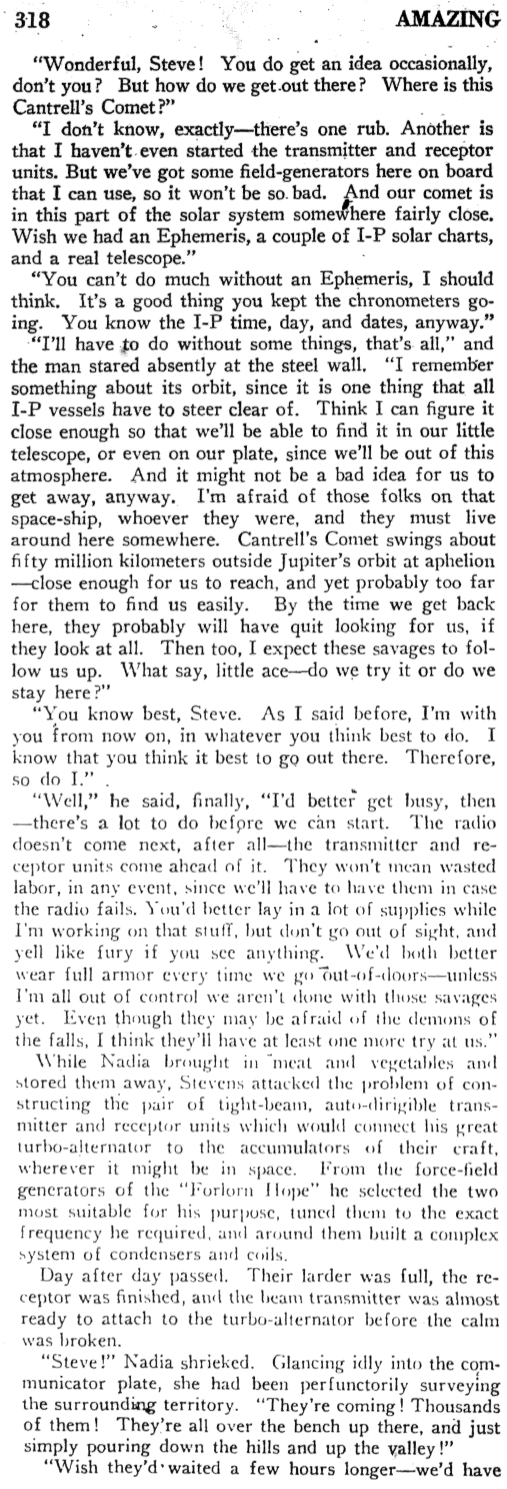 318 AMAZING
"Wonderful, Steve! You do get an idea occasionally,
don't you? But how do we get out there? Where is this
Cantrell's Comet?"
"I don't know, exactly—there's one rub. Another is
that I haven't even started the transmitter and receptor
units. But we've got some field-generators here on board
that I can use, so it won't be so bad. And our comet is
in this part of the solar system somewhere fairly close.
Wish we had an Ephemeris, a couple of I-P solar charts,
and a real telescope."
"You can't do much without an Ephemeris, I should
think. It's a good thing you kept the chronometers go-
ing. You know the I-P time, day, and dates, anyway."
"I'll have to do without some things, that's all," and
the man stared absently at the steel wall. "I remember
something about its orbit, since it is one thing that all
I-P vessels have to steer clear of. Think I can figure it
close enough so that we'll be able to find it in our little
telescope, or even on our plate, since we'll be out of this
atmosphere. And it might not be a bad idea for us to
get away, anyway. I'm afraid of those folks on that
space-ship, whoever they were, and they must live
around here somewhere. Cantrell's Comet swings about
fifty million kilometers outside Jupiter's orbit at aphelion
—close enough for us to reach, and yet probably too far
for them to find us easily. By the time we get back
here, they probably will have quit looking for us, if
they look at all. Then too, I expect these savages to fol-
low us up. What say, little ace—do we try it or do we
stay here?"
"You know best, Steve. As I said before, I'm with
you from now on, in whatever you think best to do. I
know that you think it best to go out there. Therefore,
so do I."
"Well," he said, finally, "I'd better get busy, then
—there's a lot to do before we can start. The radio
doesn't come next, after all—the transmitter and re-
ceptor units come ahead of it. They won't mean wasted
labor, in any event, since we'll have to have them in case
the radio fails. You'd better lay in a lot of supplies while
I'm working on that stuff, but don't go out of sight, and
yell like fury if you see anything. We'd both better
wear full armor every time we go out-of-doors—unless
I'm all out of control we aren't done with those savages
yet. Even though they may be afraid of the demons of
the falls, I think they'll have at least one more try at us."
While Nadia brought in meat and vegetables and
stored them away, Stevens attacked the problem of con-
structing the pair of tight-beam, auto-dirigible trans-
mitter and receptor units which would connect his great
turbo-alternator to the accumulators of their craft,
wherever it might be in space. From the force-field
generators of the "Forlorn Hope" he selected the two
most suitable for his purpose, tuned them to the exact
frequency he required, and around them built a complex
system of condensers and coils.
Day after day passed. Their larder was full, the re-
ceptor was finished, and the beam transmitter was almost
ready to attach to the turbo-alternator before the calm
was broken.
"Steve!" Nadia shrieked. Glancing idly into the com-
municator plate, she had been perfunctorily surveying
the surrounding territory. "They're coming! Thousands
of them! They're all over the bench up there, and just
simply pouring down the hills and up the valley!"
"Wish they'd waited a few hours longer—we'd have